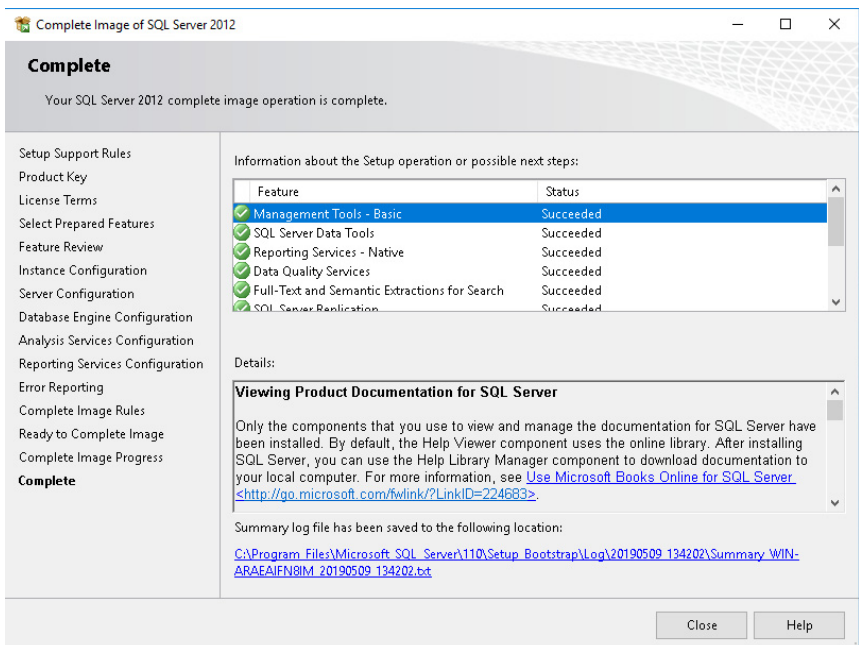 Complete Image of SQL Server 2012
Complete
Your SQL Server 2012 complete image operation is complete.
Setup Support Rules
Product Key
License Terms
Select Prepared Features
Feature Review
Instance Configuration
Server Configuration
Database Engine Configuration
Analysis Services Configuration
Reporting Services Configuration
Error Reporting
Complete Image Rules
Ready to Complete Image
Complete Image Progress
Complete
Information about the Setup operation or possible next steps:
Feature Status
Management Tools - Basic Succeeded
SQL Server Data Tools Succeeded
Reporting Services - Native Succeeded
Data Quality Services Succeeded
Full-Text and Semantic Extractions for Search Succeeded
SQL Server Replication Succeeded
Details:
Viewing Product Documentation for SQL Server
Only the components that you use to view and manage the documentation for SQL Server have
been installed. By default, the Help Viewer component uses the online library. After installing
SQL Server, you can use the Help Library Manager component to download documentation to
your local computer. For more information, see Use Microsoft Books Online for SQL Server
<http://go.microsoft.com/fwlink/?LinkID=224683>.
Summary log file has been saved to the following location:
C:\Program Files\Microsoft SQL Server\110\Setup Bootstrap\Log\20190509_134202\Summary_WIN-
ARAEAIFN8IM_20190509_134202.txt
Close Help